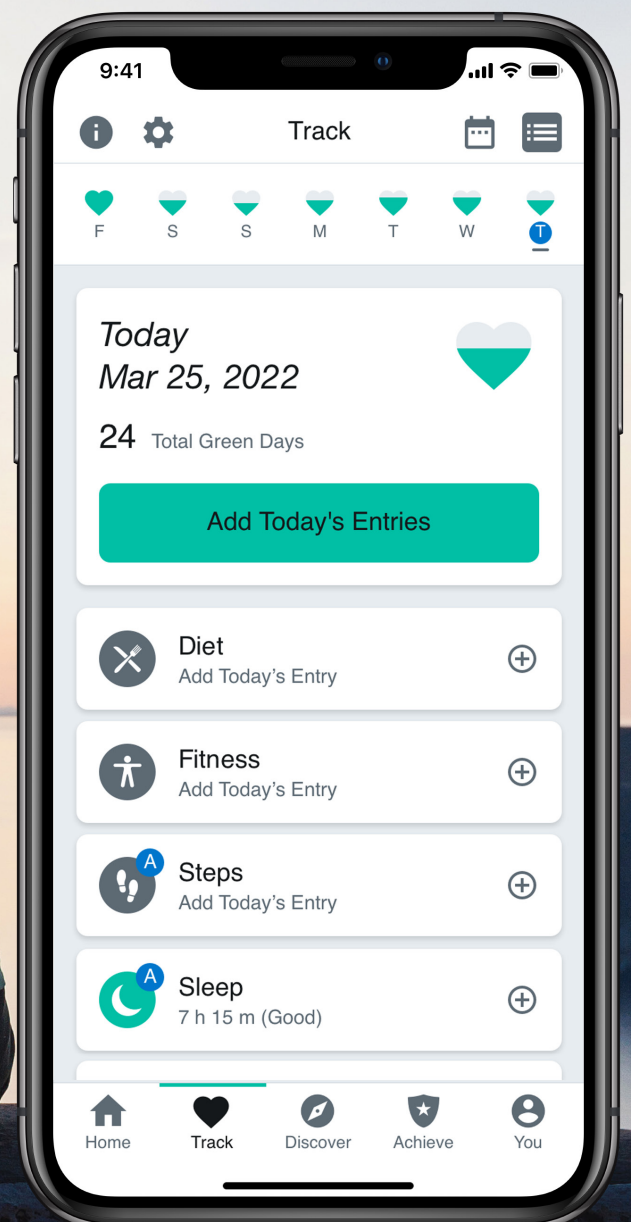 9:41
Track
F S S M T W T
Today
Mar 25, 2022
24 Total Green Days
Add Today's Entries
Diet
Add Today's Entry
Fitness
Add Today's Entry
A
Steps
Add Today's Entry
A
Sleep
7 h 15 m (Good)
Home Track Discover Achieve You